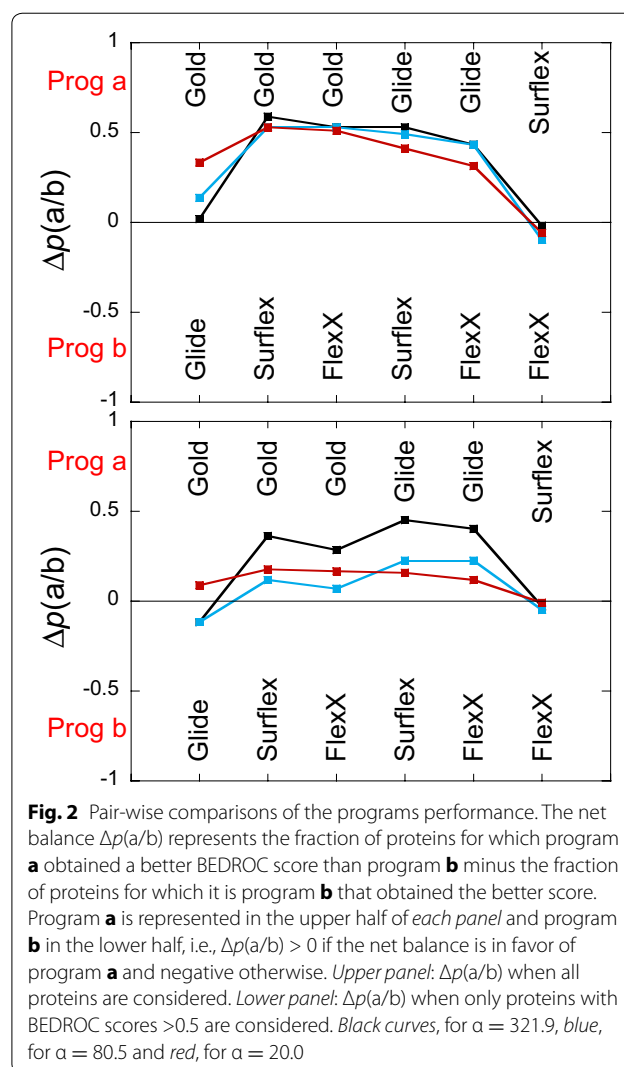 1
Prog a
Gold
Gold
Gold
Glide
Glide
Surflex
0.5
Δp(a/b)
0
-0.5
Prog b
Glide
Surflex
FlexX
Surflex
FlexX
FlexX
-1
1
Prog a
Gold
Gold
Gold
Glide
Glide
Surflex
0.5
Δp(a/b)
0
-0.5
Prog b
Glide
Surflex
FlexX
Surflex
FlexX
FlexX
-1
Fig. 2 Pair-wise comparisons of the programs performance. The net
balance Δp(a/b) represents the fraction of proteins for which program
a obtained a better BEDROC score than program b minus the fraction
of proteins for which it is program b that obtained the better score.
Program a is represented in the upper half of each panel and program
b in the lower half, i.e., Δp(a/b) > 0 if the net balance is in favor of
program a and negative otherwise. Upper panel: Δp(a/b) when all
proteins are considered. Lower panel: Δp(a/b) when only proteins with
BEDROC scores >0.5 are considered. Black curves, for α = 321.9, blue,
for α = 80.5 and red, for α = 20.0